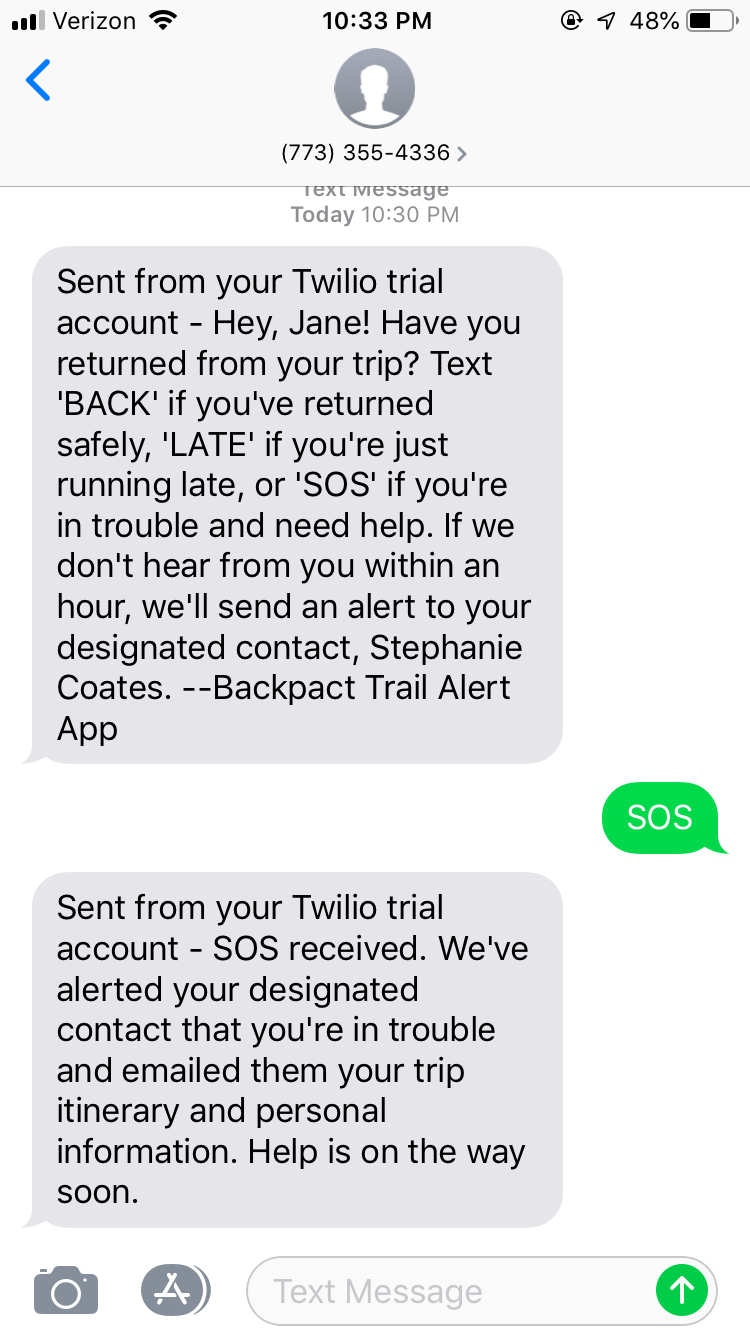 Verizon 10:33 PM 48%
(773) 355-4336
Text Message
Today 10:30 PM
Sent from your Twilio trial
account - Hey, Jane! Have you
returned from your trip? Text
'BACK' if you've returned
safely, 'LATE' if you're just
running late, or 'SOS' if you're
in trouble and need help. If we
don't hear from you within an
hour, we'll send an alert to your
designated contact, Stephanie
Coates. --Backpact Trail Alert
App
SOS
Sent from your Twilio trial
account - SOS received. We've
alerted your designated
contact that you're in trouble
and emailed them your trip
itinerary and personal
information. Help is on the way
soon.
Text Message